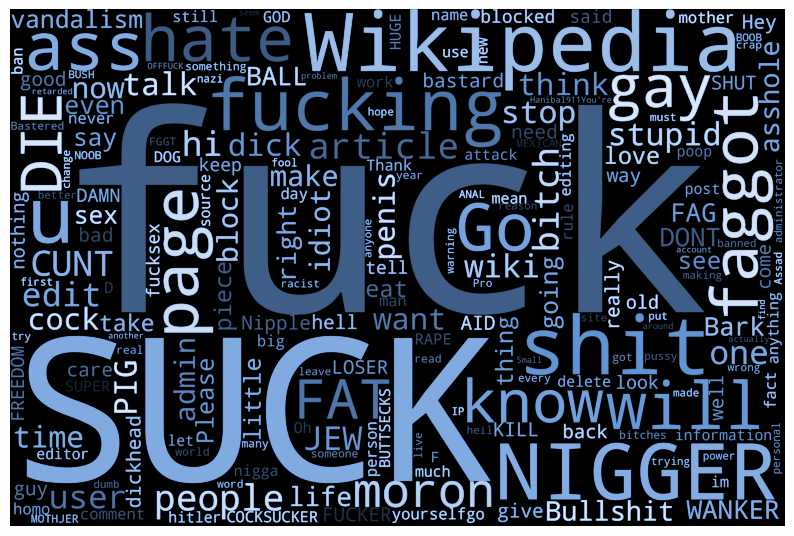 vandalism still GOD HUGE Wikipedia name blocked said mother Hey
ban something use new BOOB crap
ass hate
good BUSH OFFFUCK nazi BALL problem work bastard think gay SHUT asshole
retarded now talk fucking Hanibal911You're
Bastered even never hope stop must
DIE change NOOB say FGGT hi dick article attack need MEXICAN stupid faggot
DOG keep Thank love poop
better DAMN source make fool year ANAL mean bitch rule editing way post administrator
nothing u sex page block day right idiot penis Go reason FAG banned
bad fucksex anyone warning DONT account
fuck
CUNT tell wiki going see come Assad
first D piece racist eat man Pro really making find
edit cock take Nipple hell want AID old put Bark anything
try another big RAPE thing shit site around one
real LOSER read Small got pussy actually
FREEDOM care SUPER PIG admin Please little leave FAT every delete look wrong fact
SUCK Oh JEW IP know will well made
time editor dickhead let many someone person BUTTSECKS heil KILL back bitches information personal
world live F much trying power
guy user dumb nigga people word life moron NIGGER im
homo MOTHJER comment hitler COCKSUCKER FUCKER yourselfgo give Bullshit WANKER